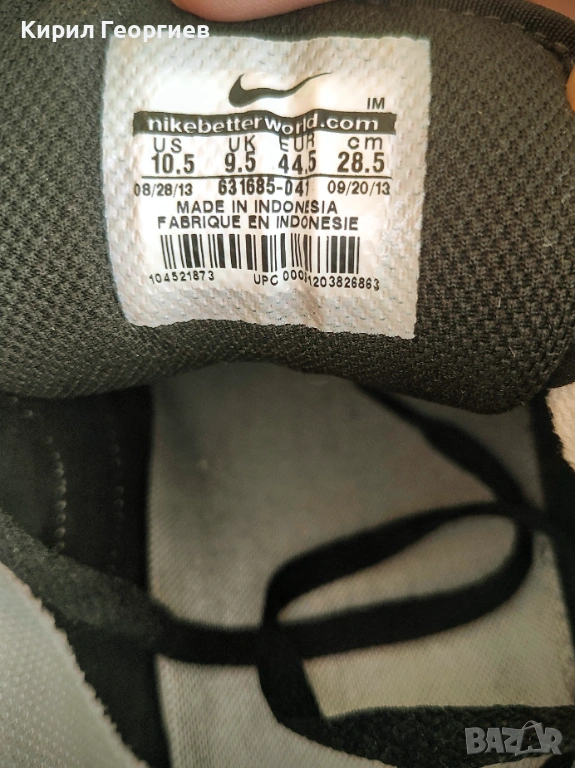 Кирил Георгиев
IM
nikebetterworld.com
US UK EUR cm
10.5 9.5 44.5 28.5
08/28/13 631685-041 09/20/13
MADE IN INDONESIA
FABRIQUE EN INDONESIE
104521873 UPC
BAZAR